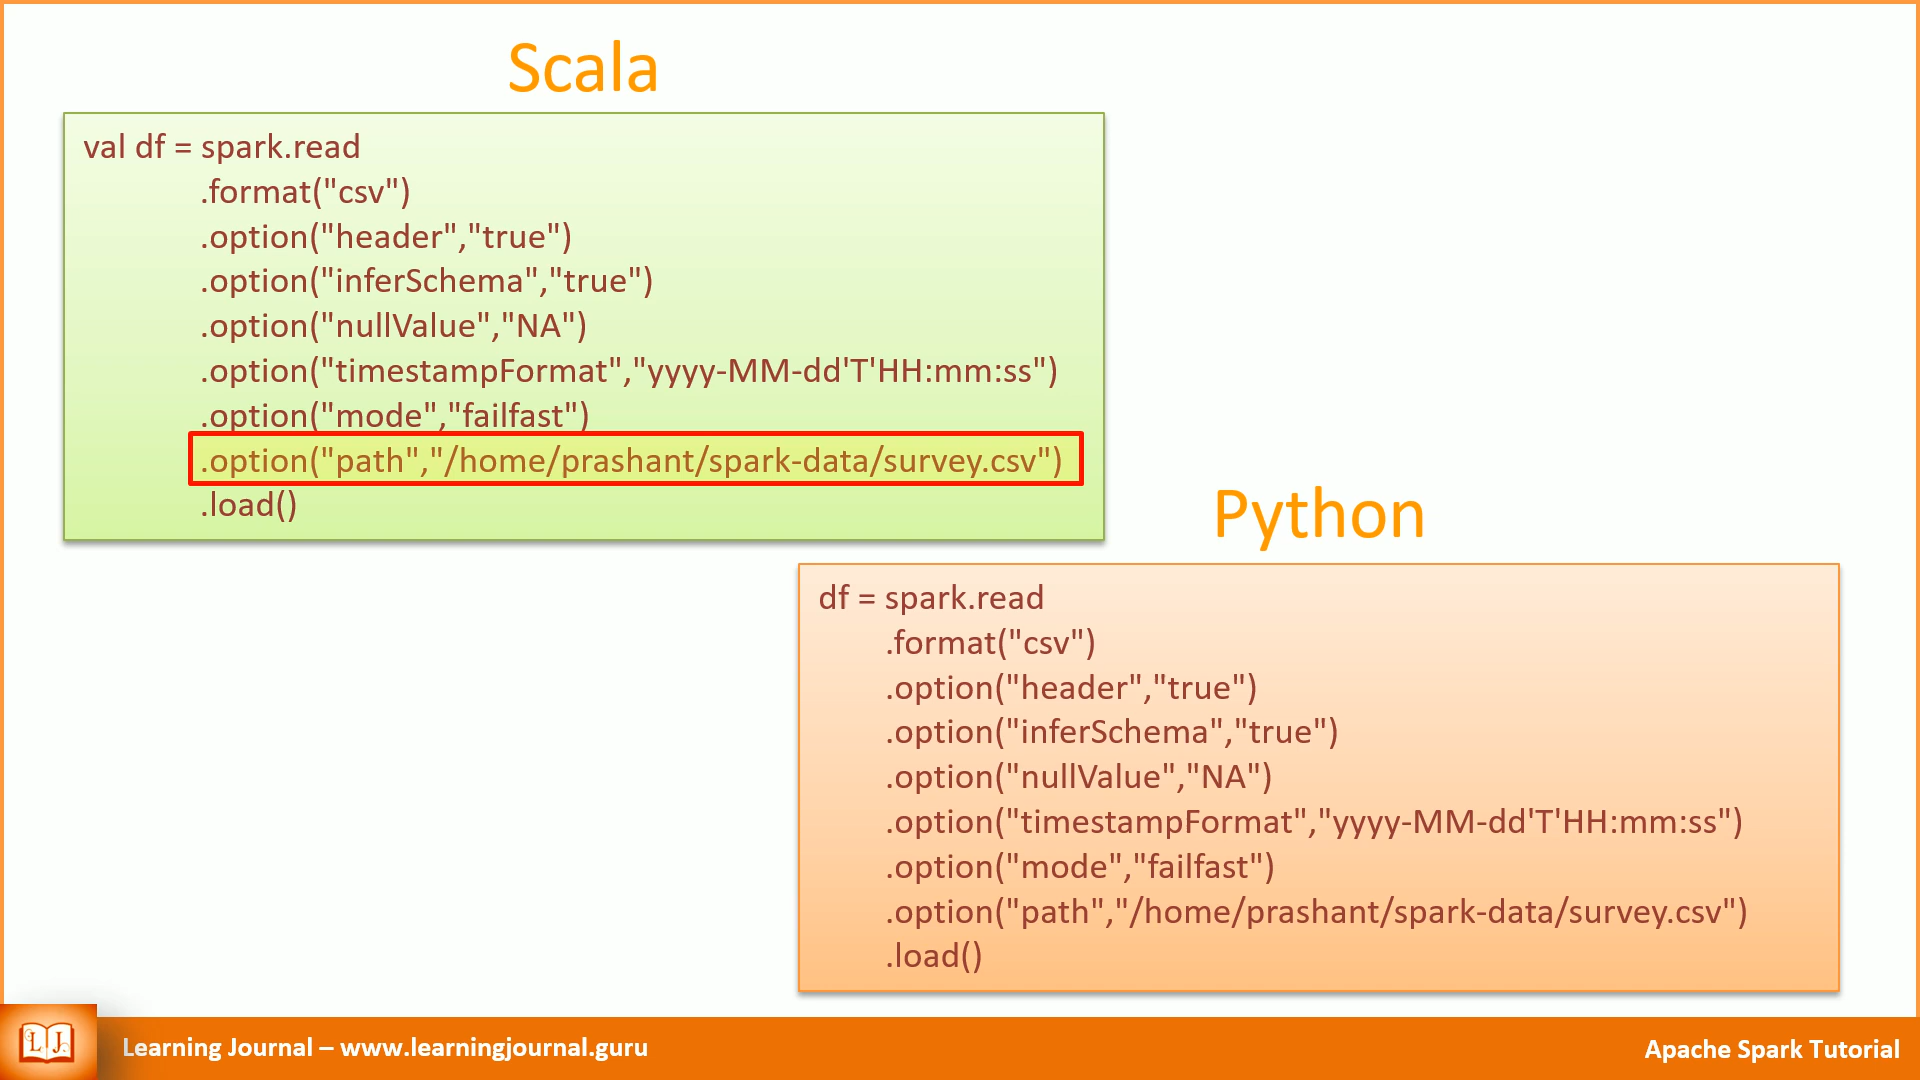 Scala
val df = spark.read
.format("csv")
.option("header","true")
.option("inferSchema","true")
.option("nullValue","NA")
.option("timestampFormat","yyyy-MM-dd'T'HH:mm:ss")
.option("mode","failfast")
.option("path","/home/prashant/spark-data/survey.csv")
.load()
Python
df = spark.read
.format("csv")
.option("header","true")
.option("inferSchema","true")
.option("nullValue","NA")
.option("timestampFormat","yyyy-MM-dd'T'HH:mm:ss")
.option("mode","failfast")
.option("path","/home/prashant/spark-data/survey.csv")
.load()
LJ
Learning Journal – www.learningjournal.guru
Apache Spark Tutorial